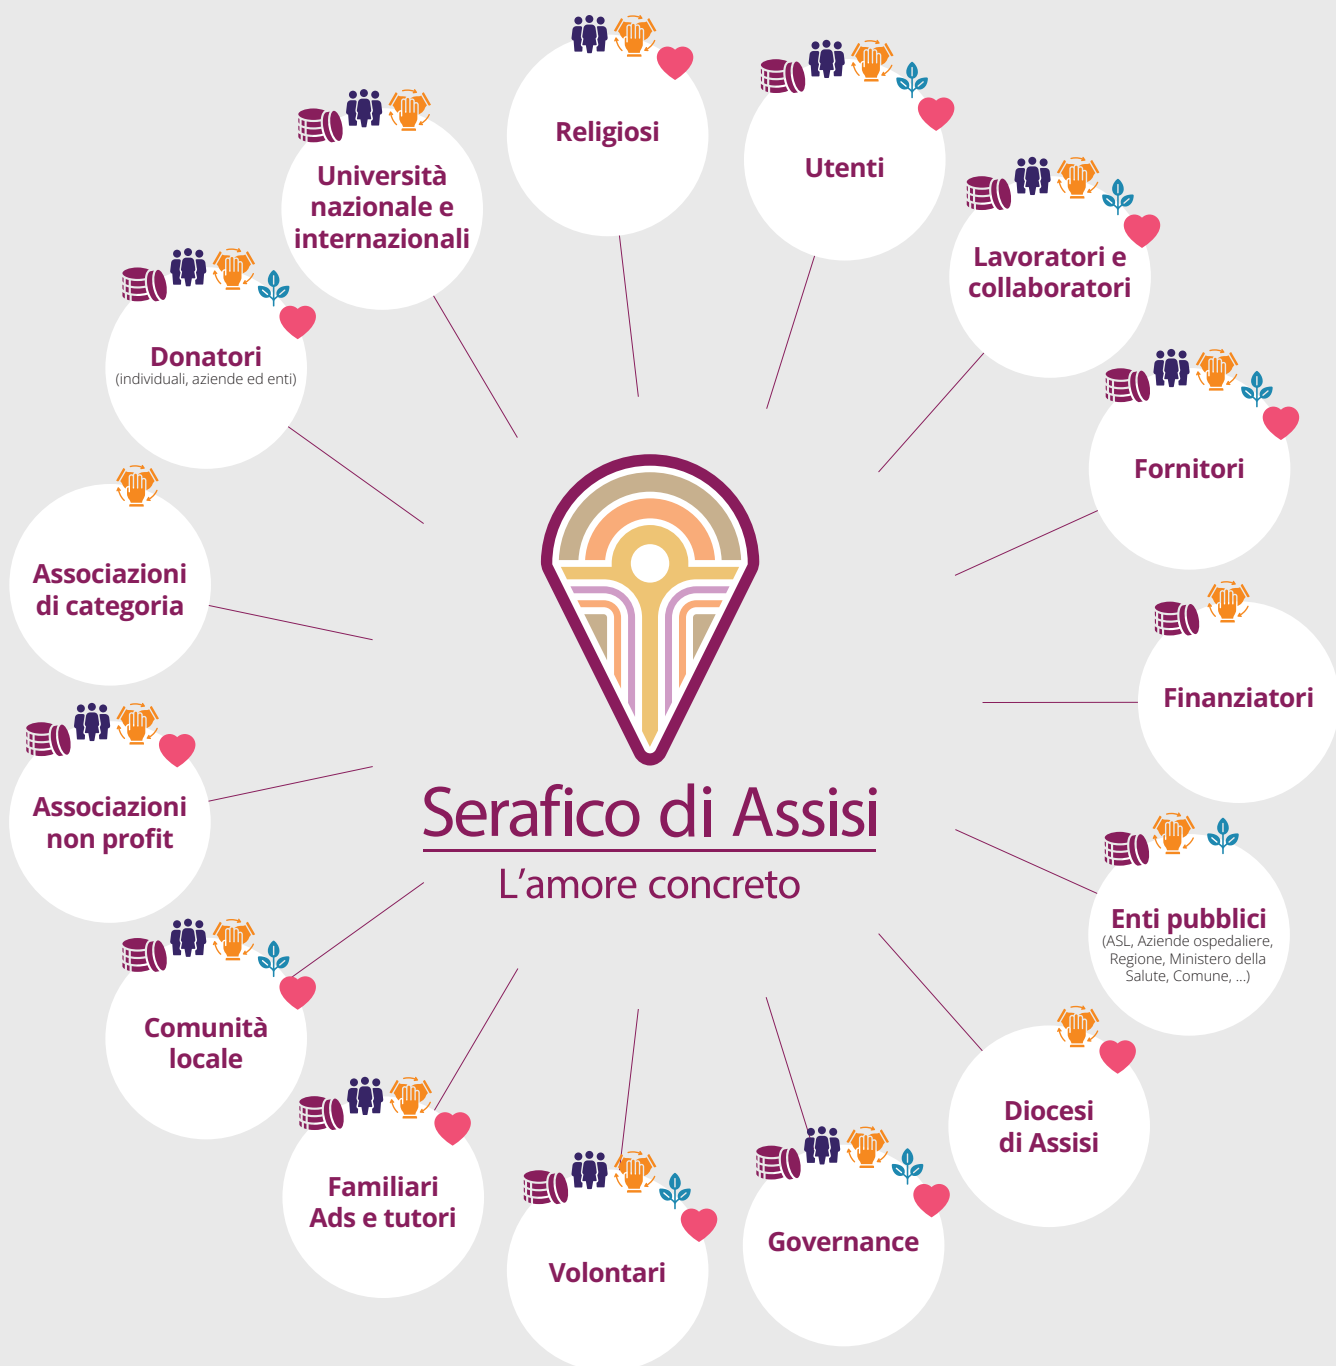 Religiosi
Utenti
Università
nazionale e
internazionali
Lavoratori e
collaboratori
Donatori
(individuali, aziende ed enti)
Fornitori
Associazioni
di categoria
Finanziatori
Associazioni
non profit
Serafico di Assisi
L'amore concreto
Enti pubblici
(ASL, Aziende ospedaliere,
Regione, Ministero della
Salute, Comune, ...)
Comunità
locale
Diocesi
di Assisi
Familiari
Ads e tutori
Governance
Volontari